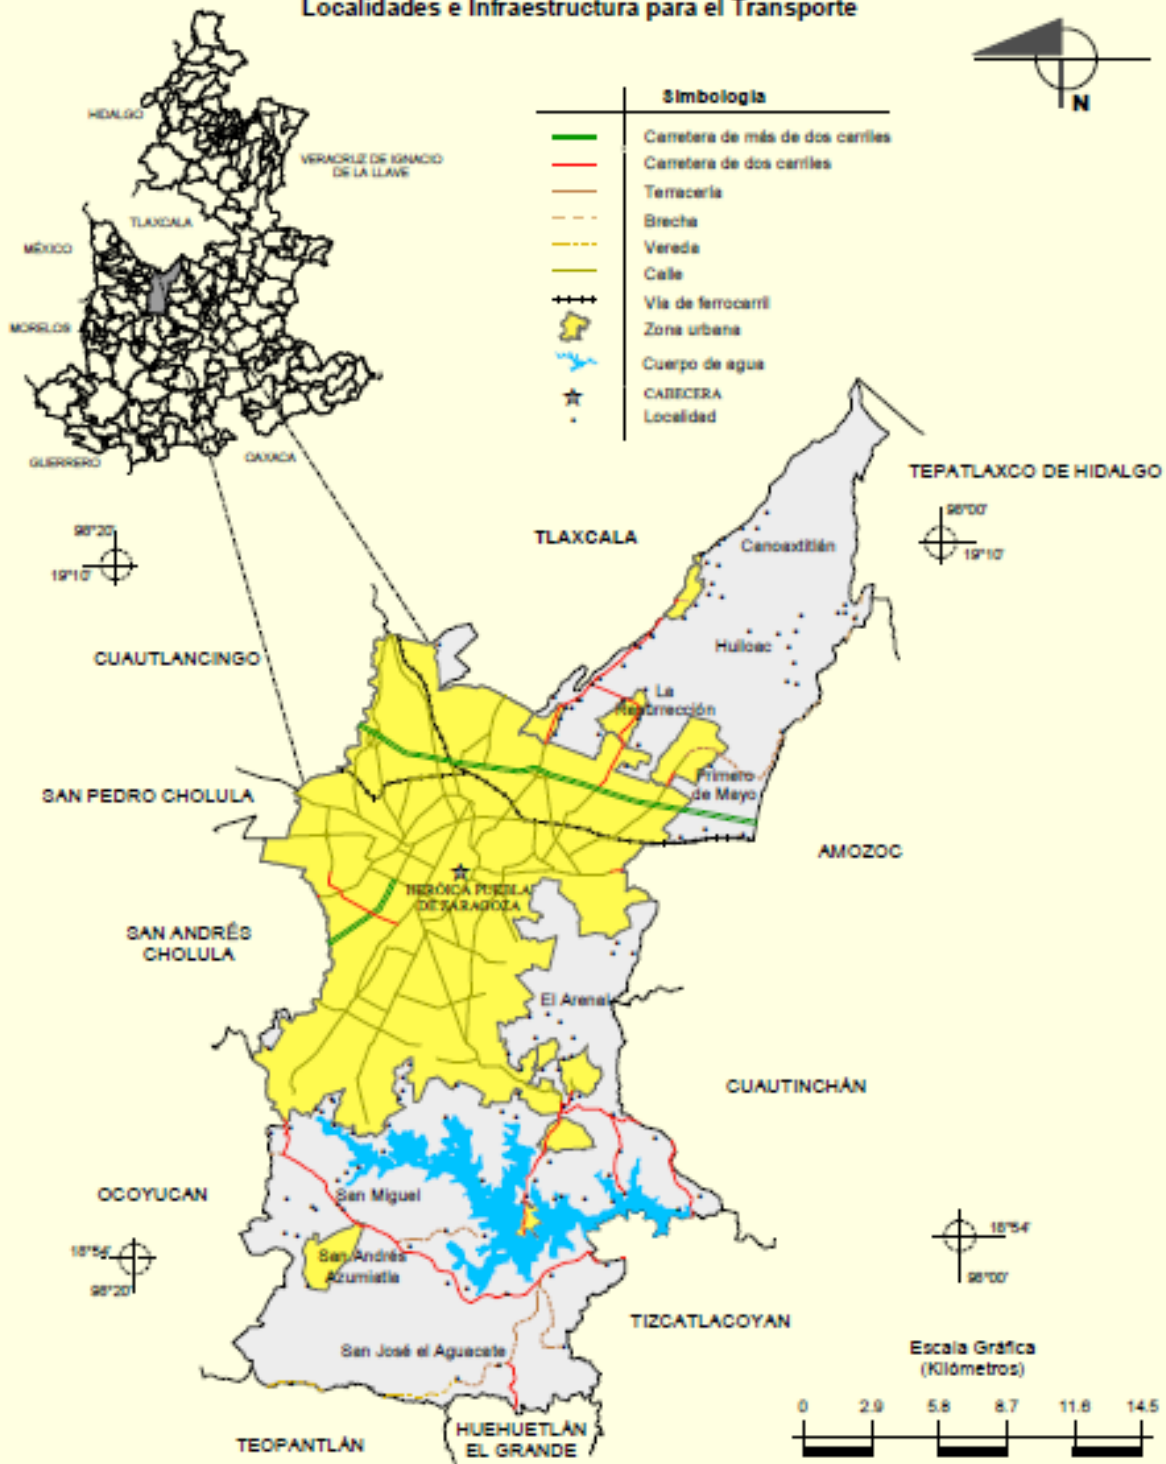 Localidades e Infraestructura para el Transporte
N
HIDALGO
VERACRUZ DE IGNACIO
DE LA LLAVE
TLAXCALA
MÉXICO
MORELOS
GUERRERO
OAXACA
Simbología
Carretera de más de dos carriles
Carretera de dos carriles
Terracería
Brecha
Vereda
Calle
Vía de ferrocarril
Zona urbana
Cuerpo de agua
CABECERA
Localidad
TEPATLAXCO DE HIDALGO
98°20'
19°10'
TLAXCALA
98°00'
19°10'
Canoaxtitlán
CUAUTLANCINGO
Huiloac
La
Resurrección
SAN PEDRO CHOLULA
Primero
de Mayo
AMOZOC
HERÓICA PUEBLA
DE ZARAGOZA
SAN ANDRÉS
CHOLULA
El Arenal
CUAUTINCHÁN
OCOYUCAN
San Miguel
18°54'
98°20'
18°54'
98°00'
San Andrés
Azumiatla
TIZCATLACOYAN
San José el Aguacate
Escala Gráfica
(Kilómetros)
0 2.9 5.8 8.7 11.6 14.5
TEOPANTLÁN
HUEHUETLÁN
EL GRANDE